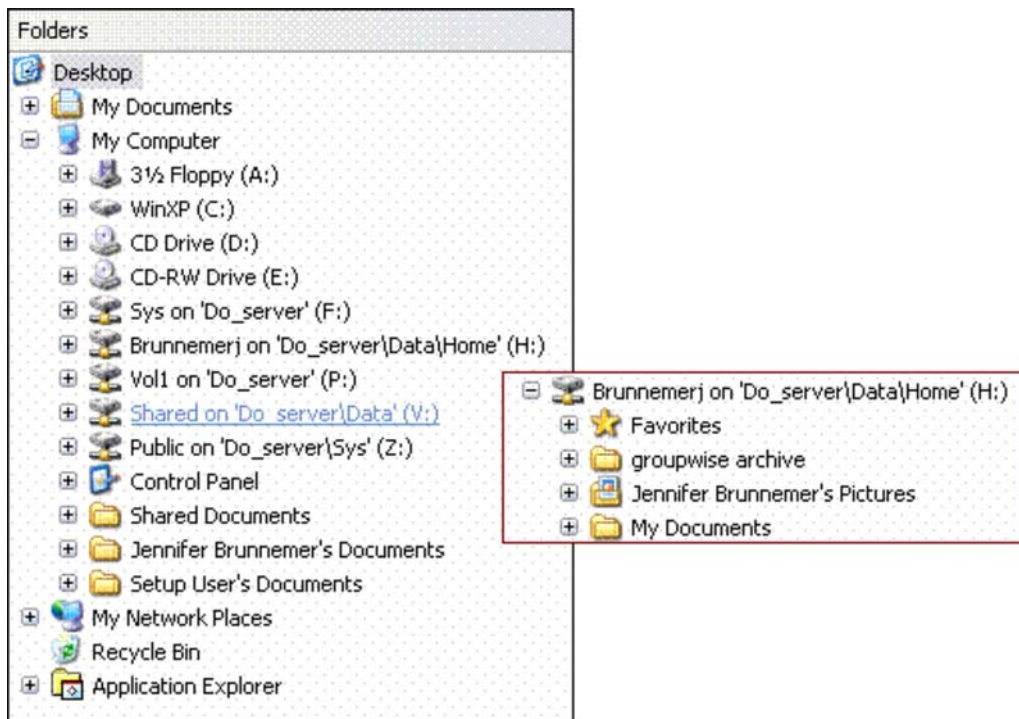 Folders
Desktop
My Documents
My Computer
3½ Floppy (A:)
WinXP (C:)
CD Drive (D:)
CD-RW Drive (E:)
Sys on 'Do_server' (F:)
Brunnemerj on 'Do_server\Data\Home' (H:)
Vol1 on 'Do_server' (P:)
Shared on 'Do_server\Data' (V:)
Public on 'Do_server\Sys' (Z:)
Control Panel
Shared Documents
Jennifer Brunnemer's Documents
Setup User's Documents
My Network Places
Recycle Bin
Application Explorer
Brunnemerj on 'Do_server\Data\Home' (H:)
Favorites
groupwise archive
Jennifer Brunnemer's Pictures
My Documents